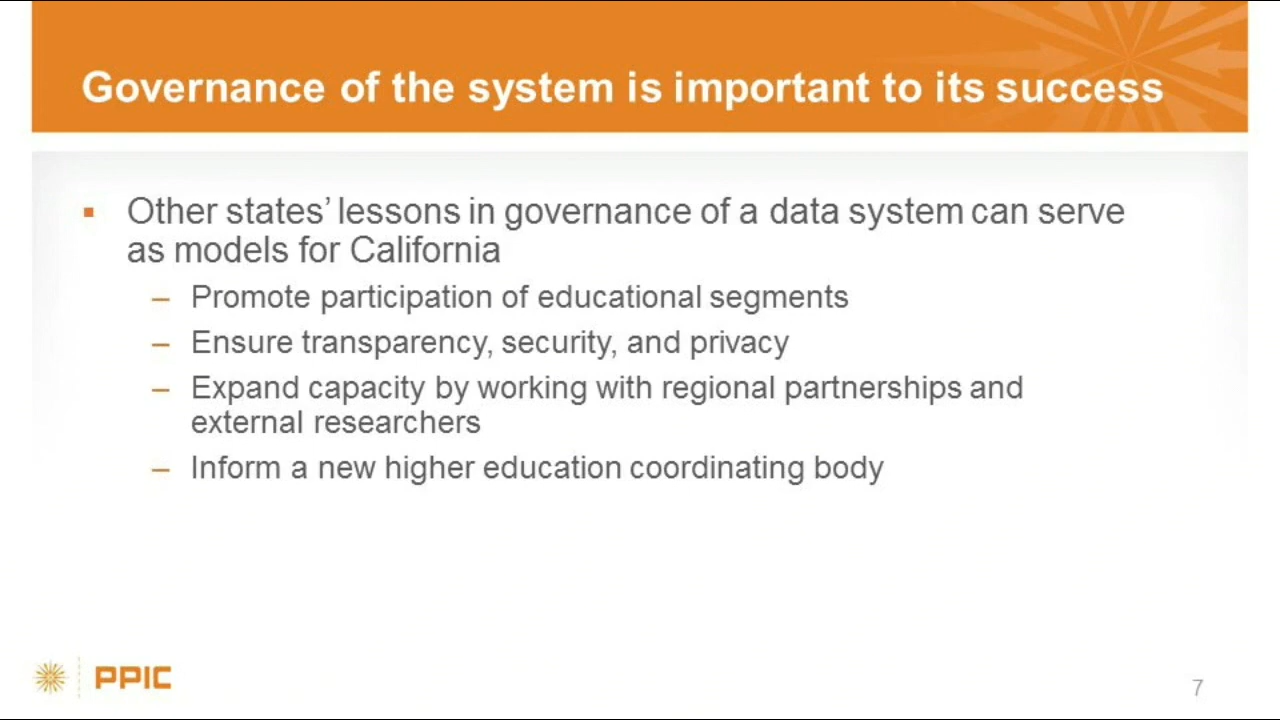 Governance of the system is important to its success
▪ Other states’ lessons in governance of a data system can serve
as models for California
– Promote participation of educational segments
– Ensure transparency, security, and privacy
– Expand capacity by working with regional partnerships and
external researchers
– Inform a new higher education coordinating body
PPIC
7